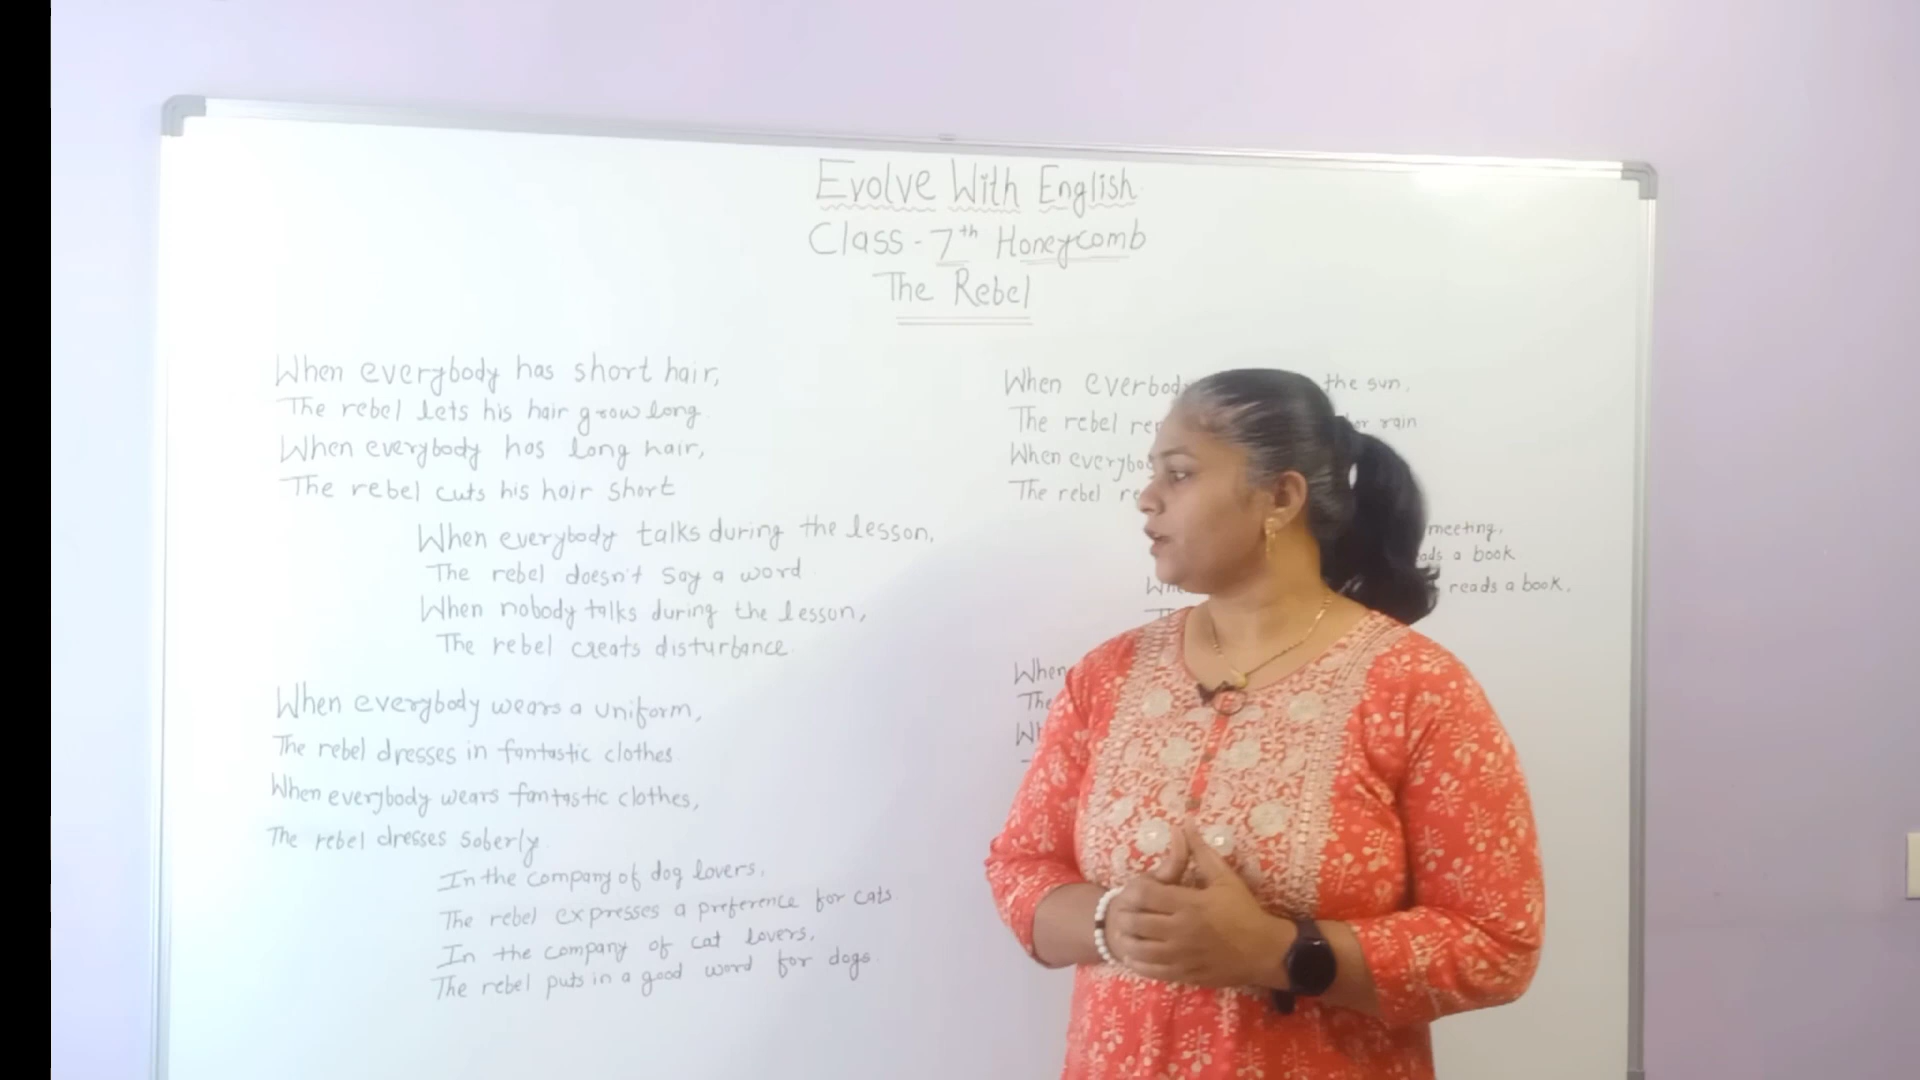 Evolve With English
Class - 7th Honeycomb
The Rebel
When everybody has short hair,
The rebel lets his hair grow long.
When everybody has long hair,
The rebel cuts his hair short
When everybody talks during the lesson,
The rebel doesn't say a word.
When nobody talks during the lesson,
The rebel creats disturbance.
When everybody wears a uniform,
The rebel dresses in fantastic clothes
When everybody wears fantastic clothes,
The rebel dresses soberly.
In the company of dog lovers,
The rebel expresses a preference for cats.
In the company of cat lovers,
The rebel puts in a good word for dogs.
When the sun,
The rebel rain
When
The rebel
meeting,
a book
reads a book,
When
The